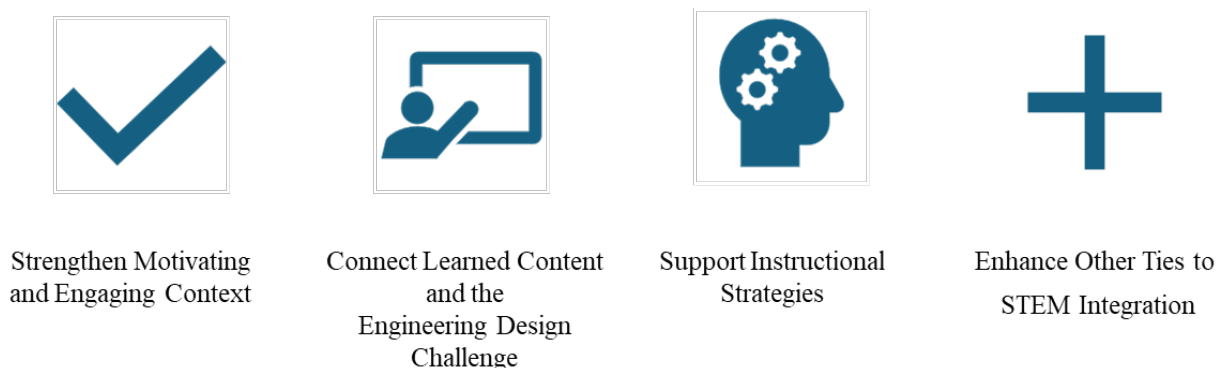 Strengthen Motivating
and Engaging Context
Connect Learned Content
and the
Engineering Design
Challenge
Support Instructional
Strategies
Enhance Other Ties to
STEM Integration